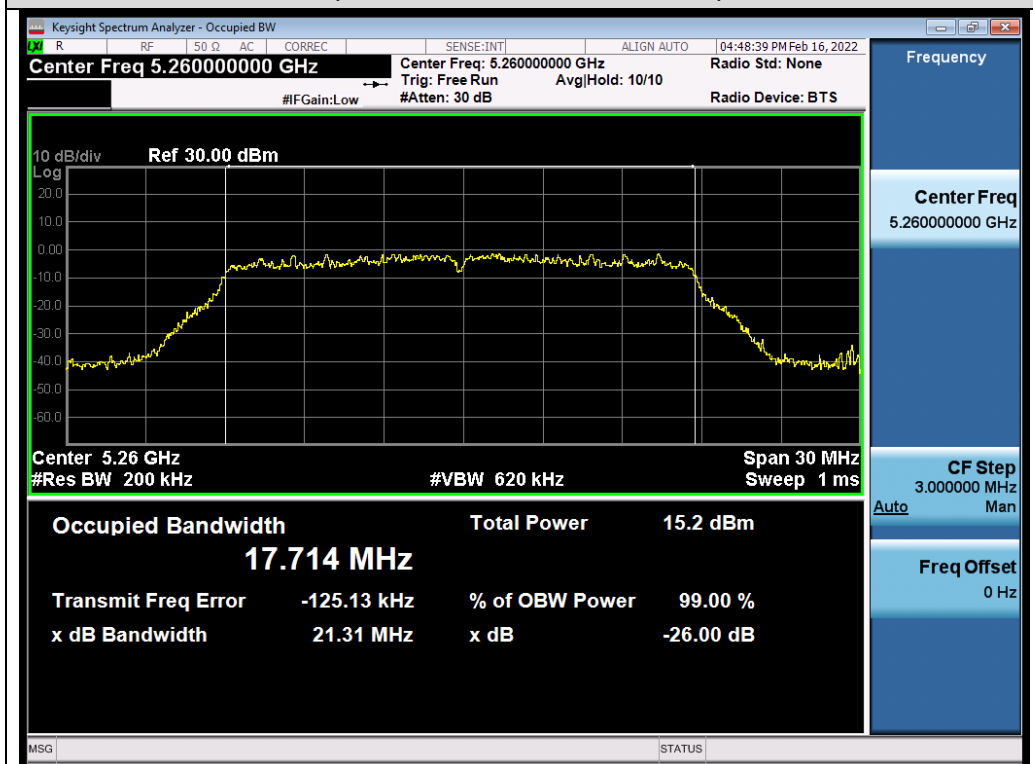 Keysight Spectrum Analyzer - Occupied BW
LXI R RF 50 Ω AC CORREC SENSE:INT ALIGN AUTO 04:48:39 PM Feb 16, 2022
Center Freq 5.260000000 GHz Center Freq: 5.260000000 GHz Radio Std: None
Trig: Free Run Avg|Hold: 10/10
#IFGain:Low #Atten: 30 dB Radio Device: BTS
Frequency
10 dB/div Ref 30.00 dBm
Log
20.0
10.0
0.00
-10.0
-20.0
-30.0
-40.0
-50.0
-60.0
Center 5.26 GHz Span 30 MHz
#Res BW 200 kHz #VBW 620 kHz Sweep 1 ms
Center Freq
5.260000000 GHz
CF Step
3.000000 MHz
Auto Man
Freq Offset
0 Hz
Occupied Bandwidth Total Power 15.2 dBm
17.714 MHz
Transmit Freq Error -125.13 kHz % of OBW Power 99.00 %
x dB Bandwidth 21.31 MHz x dB -26.00 dB
MSG STATUS